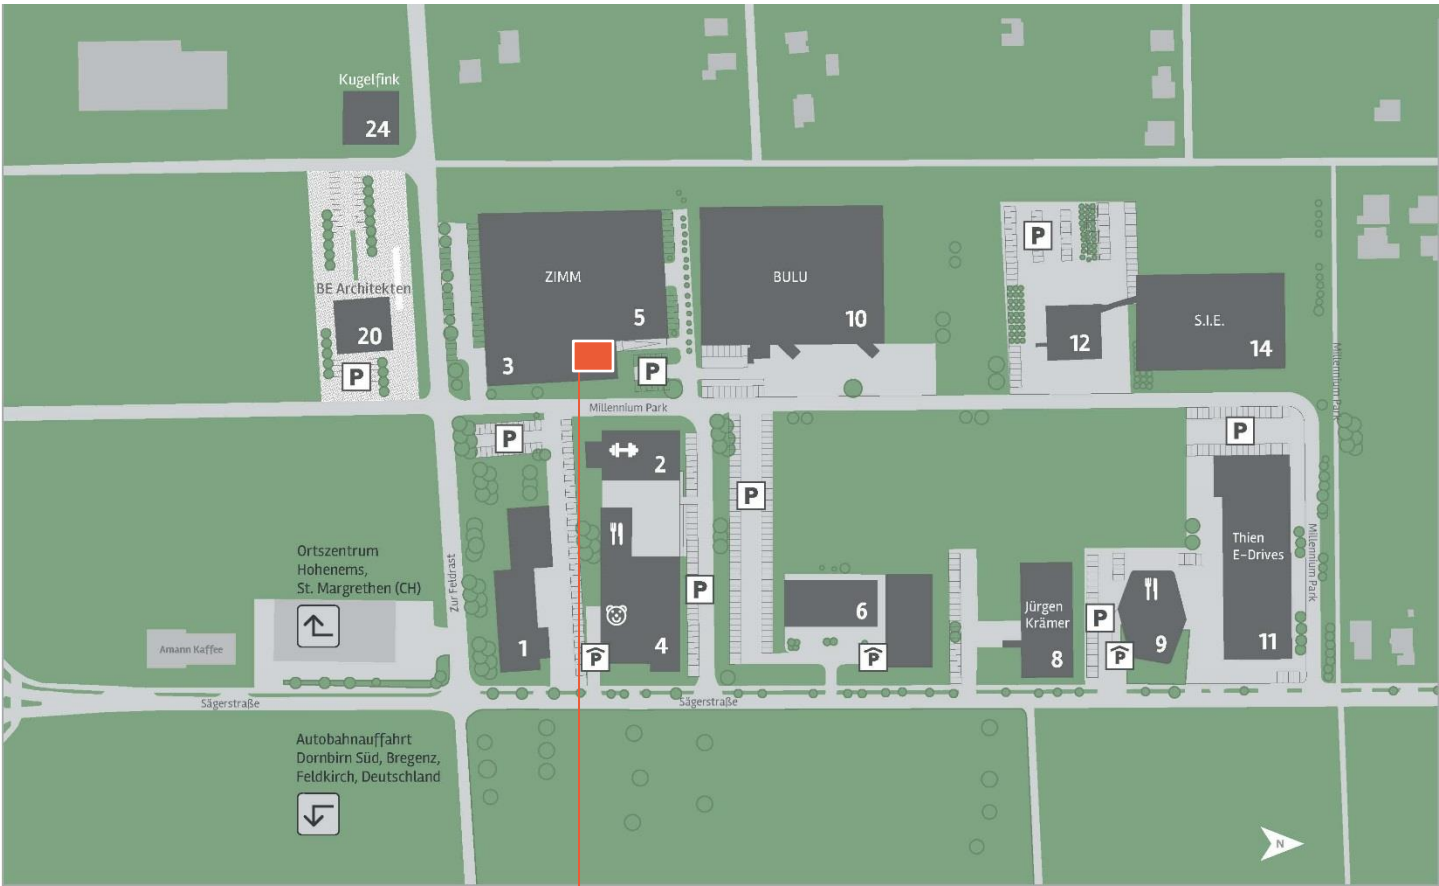 Kugelfink
24
BE Architekten
20
P
ZIMM
5
3
P
BULU
10
P
12
S.I.E.
14
Millennium Park
Millennium Park
P
2
P
P
P
Zur Feldrast
Ortszentrum
Hohenems,
St. Margrethen (CH)
Amann Kaffee
1
P
4
P
6
P
Jürgen
Krämer
8
P
P
9
Thien
E-Drives
11
Millennium Park
Sägerstraße
Sägerstraße
Autobahnauffahrt
Dornbirn Süd, Bregenz,
Feldkirch, Deutschland
N